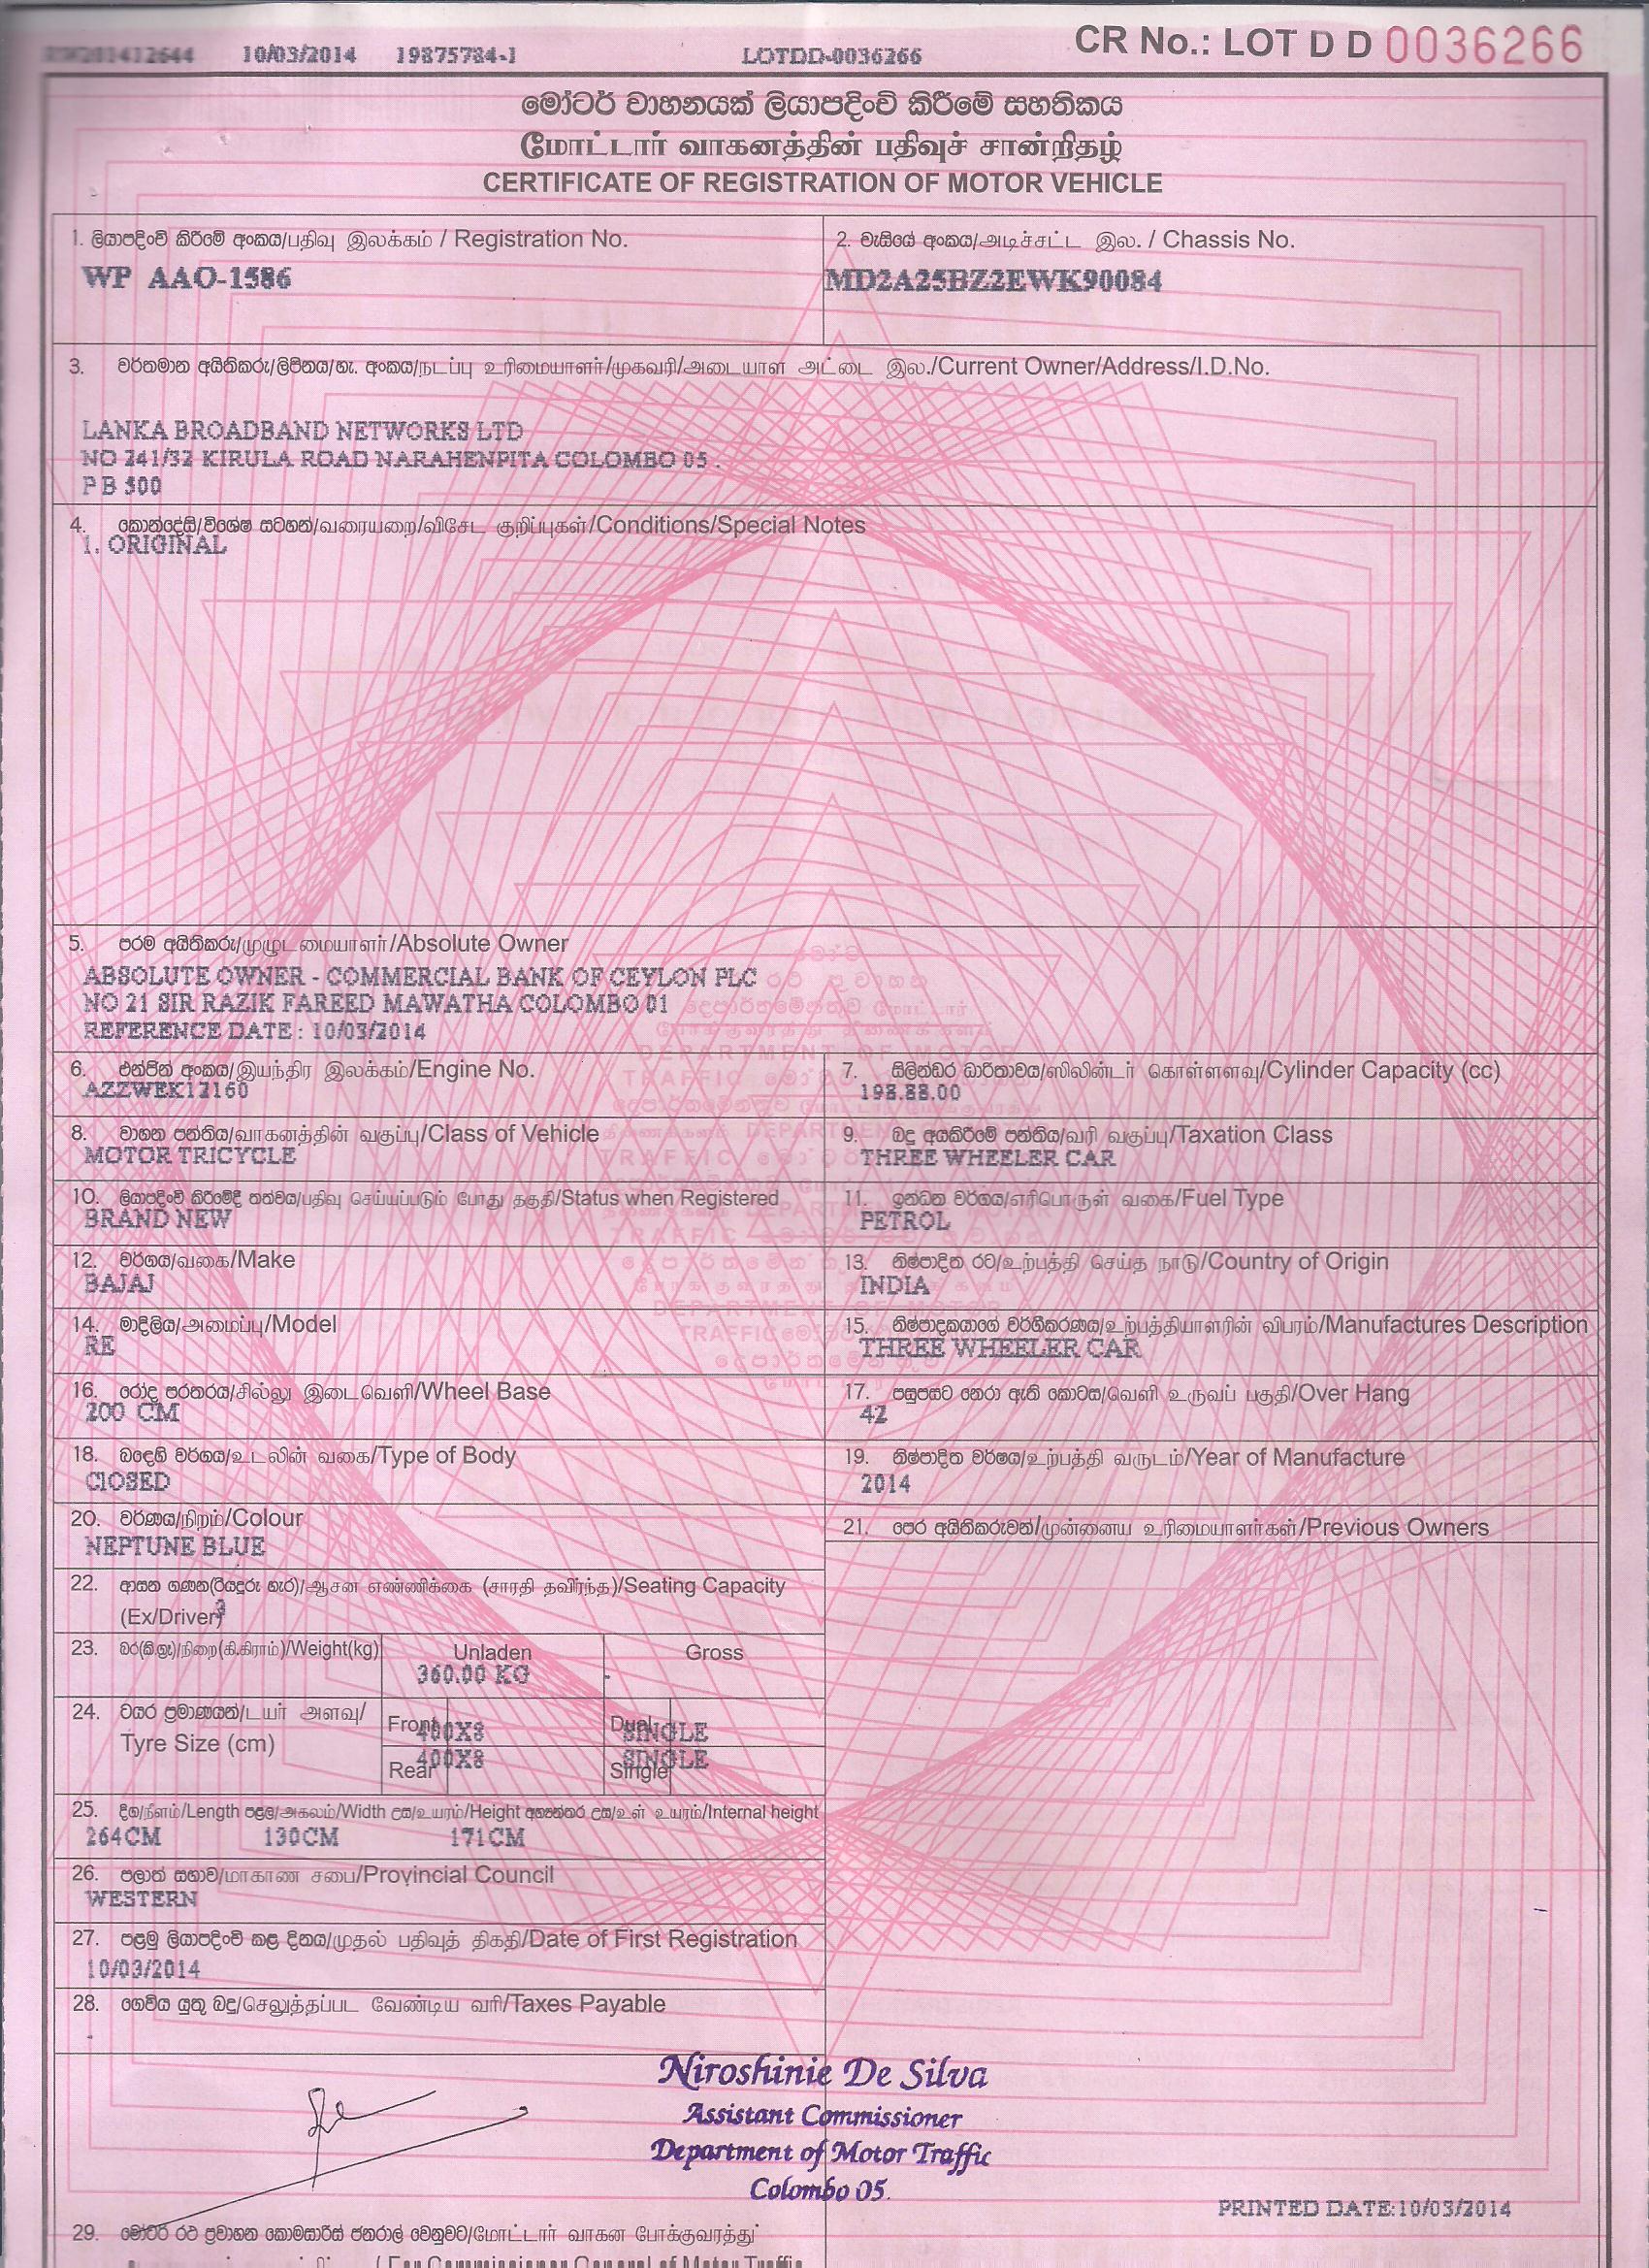 10/03/2014 19875784-1 LOTDD-0036266 CR No.: LOT D D 0036266
මෝටර් වාහනයක් ලියාපදිංචි කිරීමේ සහතිකය
மோட்டார் வாகனத்தின் பதிவுச் சான்றிதழ்
CERTIFICATE OF REGISTRATION OF MOTOR VEHICLE
1. ලියාපදිංචි කිරීමේ අංකය/பதிவு இலக்கம் / Registration No.
WP AAO-1586
2. චැසියේ අංකය/அடிச்சட்ட இல. / Chassis No.
MD2A25BZ2EWK90084
3. වර්තමාන අයිතිකරු/ලිපිනය/හැ. අංකය/நடப்பு உரிமையாளர்/முகவரி/அடையாள அட்டை இல./Current Owner/Address/I.D.No.
LANKA BROADBAND NETWORKS LTD
NO 241/32 KIRULA ROAD NARAHENPITA COLOMBO 05 .
P B 500
4. කොන්දේසි/විශේෂ සටහන්/வரையறை/விசேட குறிப்புகள்/Conditions/Special Notes
1. ORIGINAL
5. පරම අයිතිකරු/முழுடமையாளர்/Absolute Owner
ABSOLUTE OWNER - COMMERCIAL BANK OF CEYLON PLC
NO 21 SIR RAZIK FAREED MAWATHA COLOMBO 01
REFERENCE DATE : 10/03/2014
6. එන්ජින් අංකය/இயந்திர இலக்கம்/Engine No.
AZZWEK12160
7. සිලින්ඩර ධාරිතාවය/ஸிலின்டர் கொள்ளளவு/Cylinder Capacity (cc)
198.88.00
8. වාහන පන්තිය/வாகனத்தின் வகுப்பு/Class of Vehicle
MOTOR TRICYCLE
9. බදු අයකිරීමේ පන්තිය/வரி வகுப்பு/Taxation Class
THREE WHEELER CAR
10. ලියාපදිංචි කිරීමේදී තත්වය/பதிவு செய்யப்படும் போது தகுதி/Status when Registered
BRAND NEW
11. ඉන්ධන වර්ගය/எரிபொருள் வகை/Fuel Type
PETROL
12. වර්ගය/வகை/Make
BAJAJ
13. නිෂ්පාදිත රට/உற்பத்தி செய்த நாடு/Country of Origin
INDIA
14. මාදිලිය/அமைப்பு/Model
RE
15. නිෂ්පාදකයාගේ වර්ගීකරණය/உற்பத்தியாளரின் விபரம்/Manufactures Description
THREE WHEELER CAR
16. රෝද පරතරය/சில்லு இடைவெளி/Wheel Base
200 CM
17. පසුපසට නෙරා ඇති කොටස/வெளி உருவப் பகுதி/Over Hang
42
18. බඳෙහි වර්ගය/உடலின் வகை/Type of Body
ClOSED
19. නිෂ්පාදිත වර්ෂය/உற்பத்தி வருடம்/Year of Manufacture
2014
20. වර්ණය/நிறம்/Colour
NEPTUNE BLUE
21. පෙර අයිතිකරුවන්/முன்னைய உரிமையாளர்கள்/Previous Owners
22. ආසන ගණන(රියදුරු හැර)/ஆசன எண்ணிக்கை (சாரதி தவிர்ந்த)/Seating Capacity
(Ex/Driver) 3
23. බර(කි.ග්‍රෑ)/நிறை(கி.கிராம்)/Weight(kg) Unladen Gross
360.00 KG -
24. ටයර ප්‍රමාණයන්/டயர் அளவு/
Tyre Size (cm)
Front 400X8 Dual SINGLE
Rear 400X8 Single SINGLE
25. දිග/நீளம்/Length පළල/அகலம்/Width උස/உயரம்/Height අභ්‍යන්තර උස/உள் உயரம்/Internal height
264CM 130CM 171CM
26. පලාත් සභාව/மாகாண சபை/Provincial Council
WESTERN
27. පළමු ලියාපදිංචි කළ දිනය/முதல் பதிவுத் திகதி/Date of First Registration
10/03/2014
28. ගෙවිය යුතු බදු/செலுத்தப்பட வேண்டிய வரி/Taxes Payable
-
Niroshinie De Silva
Assistant Commissioner
Department of Motor Traffic
Colombo 05.
PRINTED DATE:10/03/2014
29. මෝටර් රථ ප්‍රවාහන කොමසාරිස් ජනරාල් වෙනුවට/மோட்டார் வாகன போக்குவரத்து